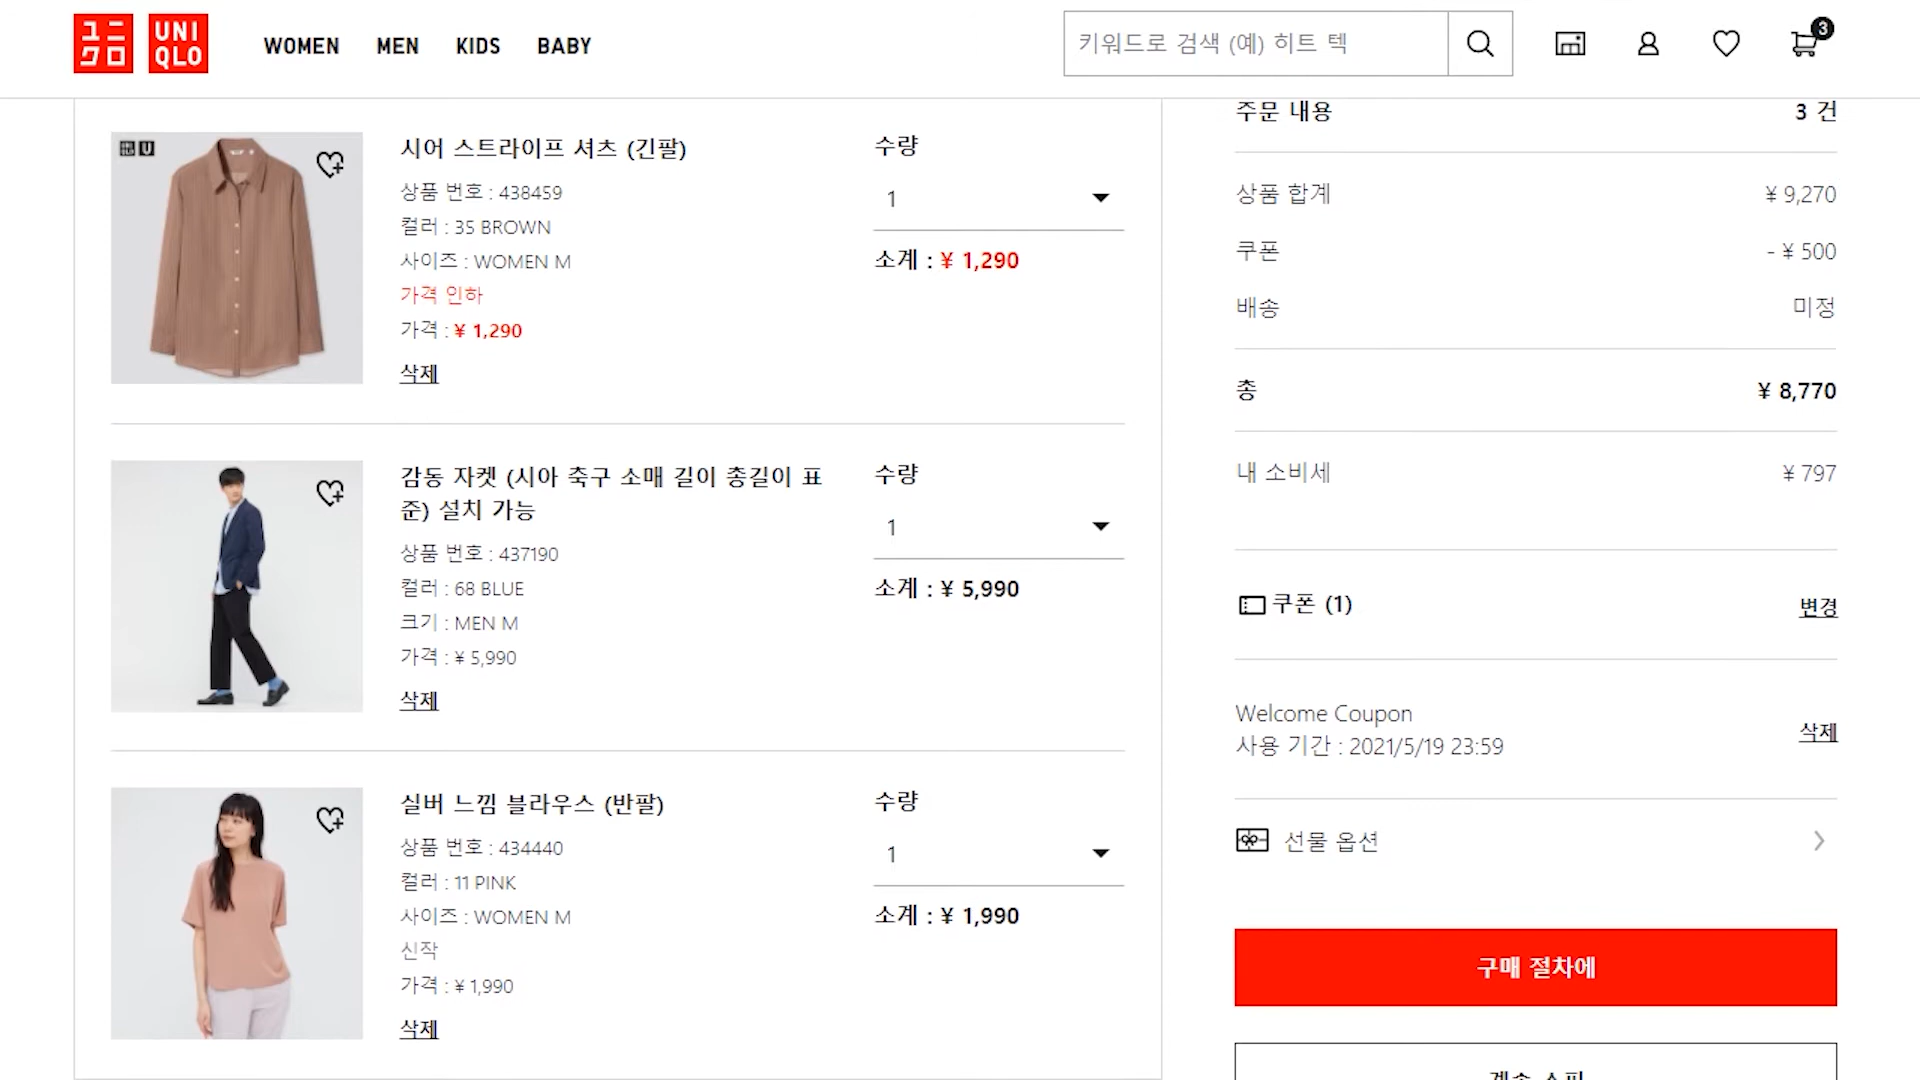 ユニ
クロ
UNI
QLO
WOMEN
MEN
KIDS
BABY
키워드로 검색 (예) 히트 텍
3
시어 스트라이프 셔츠 (긴팔)
상품 번호 : 438459
컬러 : 35 BROWN
사이즈 : WOMEN M
가격 인하
가격 : ¥ 1,290
삭제
수량
1
소계 : ¥ 1,290
감동 자켓 (시아 축구 소매 길이 총길이 표
준) 설치 가능
상품 번호 : 437190
컬러 : 68 BLUE
크기 : MEN M
가격 : ¥ 5,990
삭제
수량
1
소계 : ¥ 5,990
실버 느낌 블라우스 (반팔)
상품 번호 : 434440
컬러 : 11 PINK
사이즈 : WOMEN M
신작
가격 : ¥ 1,990
삭제
수량
1
소계 : ¥ 1,990
주문 내용 3 건
상품 합계 ¥ 9,270
쿠폰 - ¥ 500
배송 미정
총 ¥ 8,770
내 소비세 ¥ 797
쿠폰 (1) 변경
Welcome Coupon
사용 기간 : 2021/5/19 23:59
삭제
선물 옵션
구매 절차에